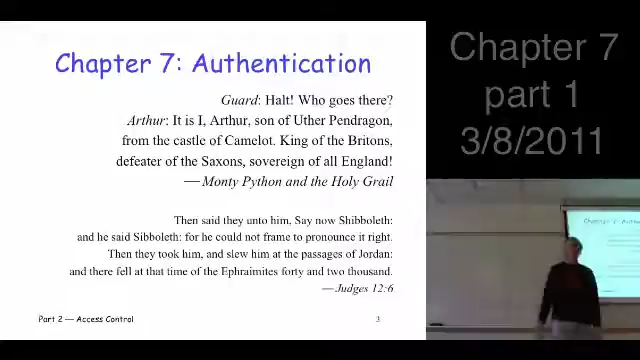 Chapter 7: Authentication
Guard: Halt! Who goes there?
Arthur: It is I, Arthur, son of Uther Pendragon,
from the castle of Camelot. King of the Britons,
defeater of the Saxons, sovereign of all England!
— Monty Python and the Holy Grail
Then said they unto him, Say now Shibboleth:
and he said Sibboleth: for he could not frame to pronounce it right.
Then they took him, and slew him at the passages of Jordan:
and there fell at that time of the Ephraimites forty and two thousand.
— Judges 12:6
Part 2 — Access Control
3
Chapter 7
part 1
3/8/2011